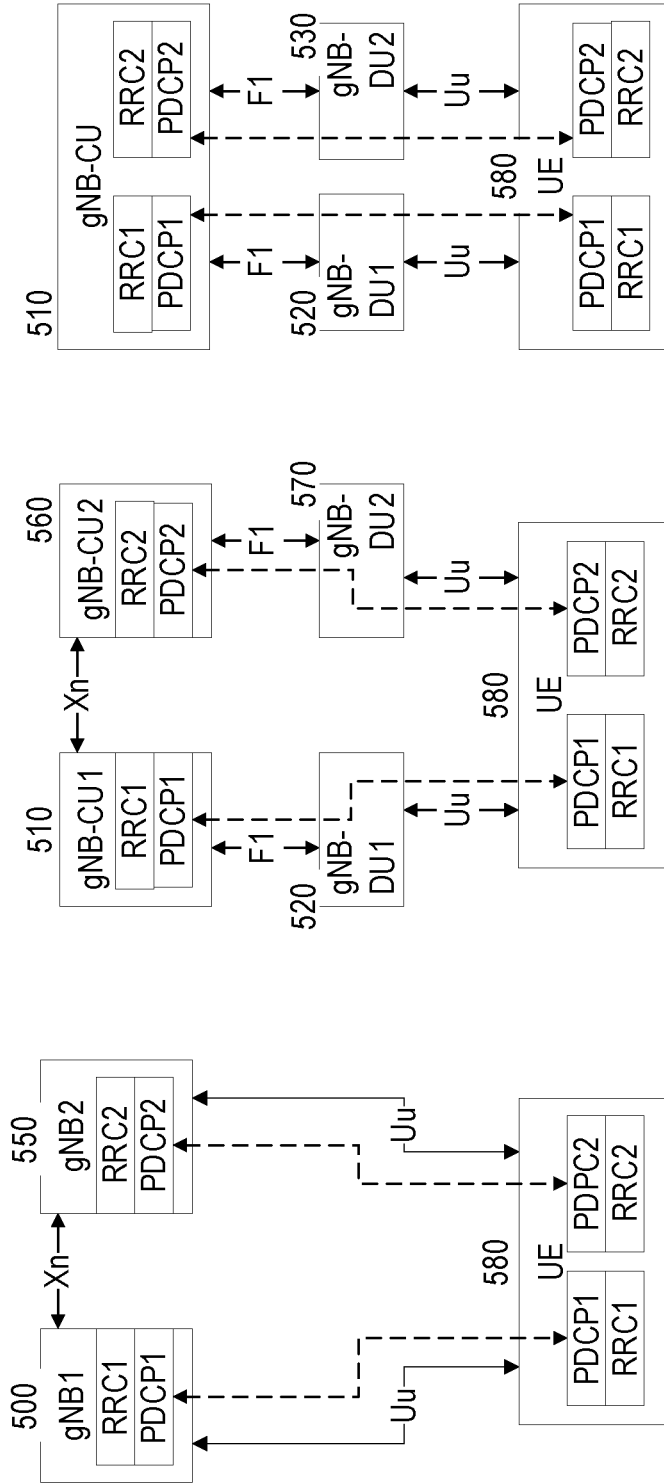 500
gNB1
RRC1
PDCP1
Xn
550
gNB2
RRC2
PDCP2
Uu
Uu
580
UE
PDCP1
RRC1
PDPC2
RRC2
510
gNB-CU1
RRC1
PDCP1
Xn
560
gNB-CU2
RRC2
PDCP2
F1
F1
520
gNB-
DU1
570
gNB-
DU2
Uu
Uu
580
UE
PDCP1
RRC1
PDCP2
RRC2
510
gNB-CU
RRC1
PDCP1
RRC2
PDCP2
F1
F1
520
gNB-
DU1
530
gNB-
DU2
Uu
Uu
580
UE
PDCP1
RRC1
PDCP2
RRC2